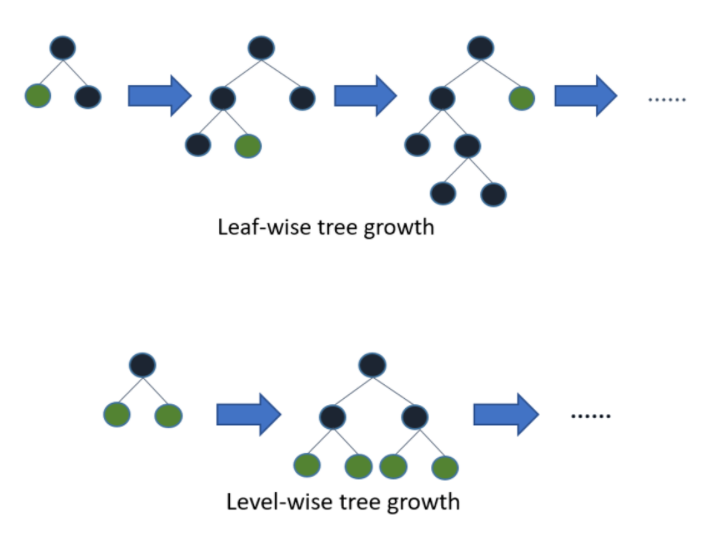 ......
Leaf-wise tree growth
......
Level-wise tree growth